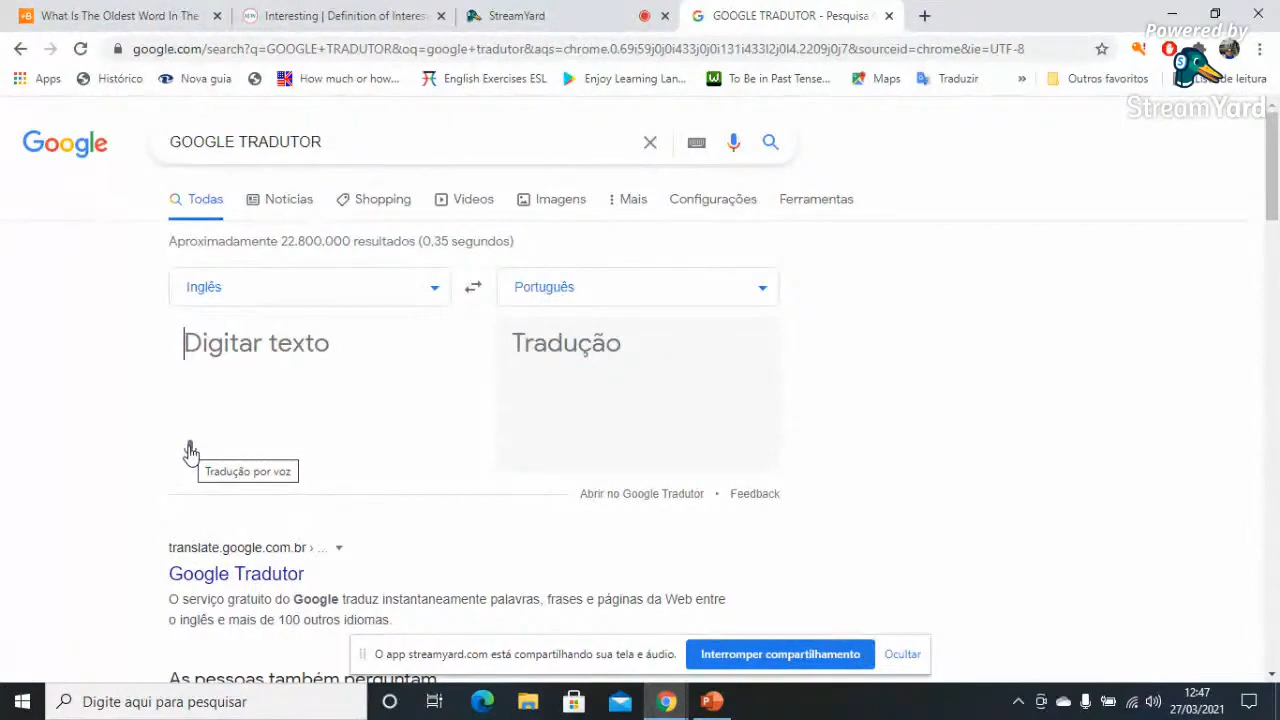 What Is The Oldest Word In The
Interesting | Definition of Interes
StreamYard
GOOGLE TRADUTOR - Pesquisa
google.com/search?q=GOOGLE+TRADUTOR&oq=google+tradutor&aqs=chrome.0.69i59j0j0i433j0j0i131i433l2j0l4.2209j0j7&sourceid=chrome&ie=UTF-8
Powered by
StreamYard
Apps
Histórico
Nova guia
How much or how...
English Exercises ESL
Enjoy Learning Lan...
To Be in Past Tense...
Maps
Traduzir
»
Outros favoritos
Lista de leitura
Google
GOOGLE TRADUTOR
Todas
Notícias
Shopping
Vídeos
Imagens
Mais
Configurações
Ferramentas
Aproximadamente 22.800.000 resultados (0,35 segundos)
Inglês
Português
Digitar texto
Tradução
Tradução por voz
Abrir no Google Tradutor • Feedback
translate.google.com.br › ...
Google Tradutor
O serviço gratuito do Google traduz instantaneamente palavras, frases e páginas da Web entre
o inglês e mais de 100 outros idiomas.
O app streamyard.com está compartilhando sua tela e áudio.
Interromper compartilhamento
Ocultar
As pessoas também perguntam
Digite aqui para pesquisar
12:47
27/03/2021